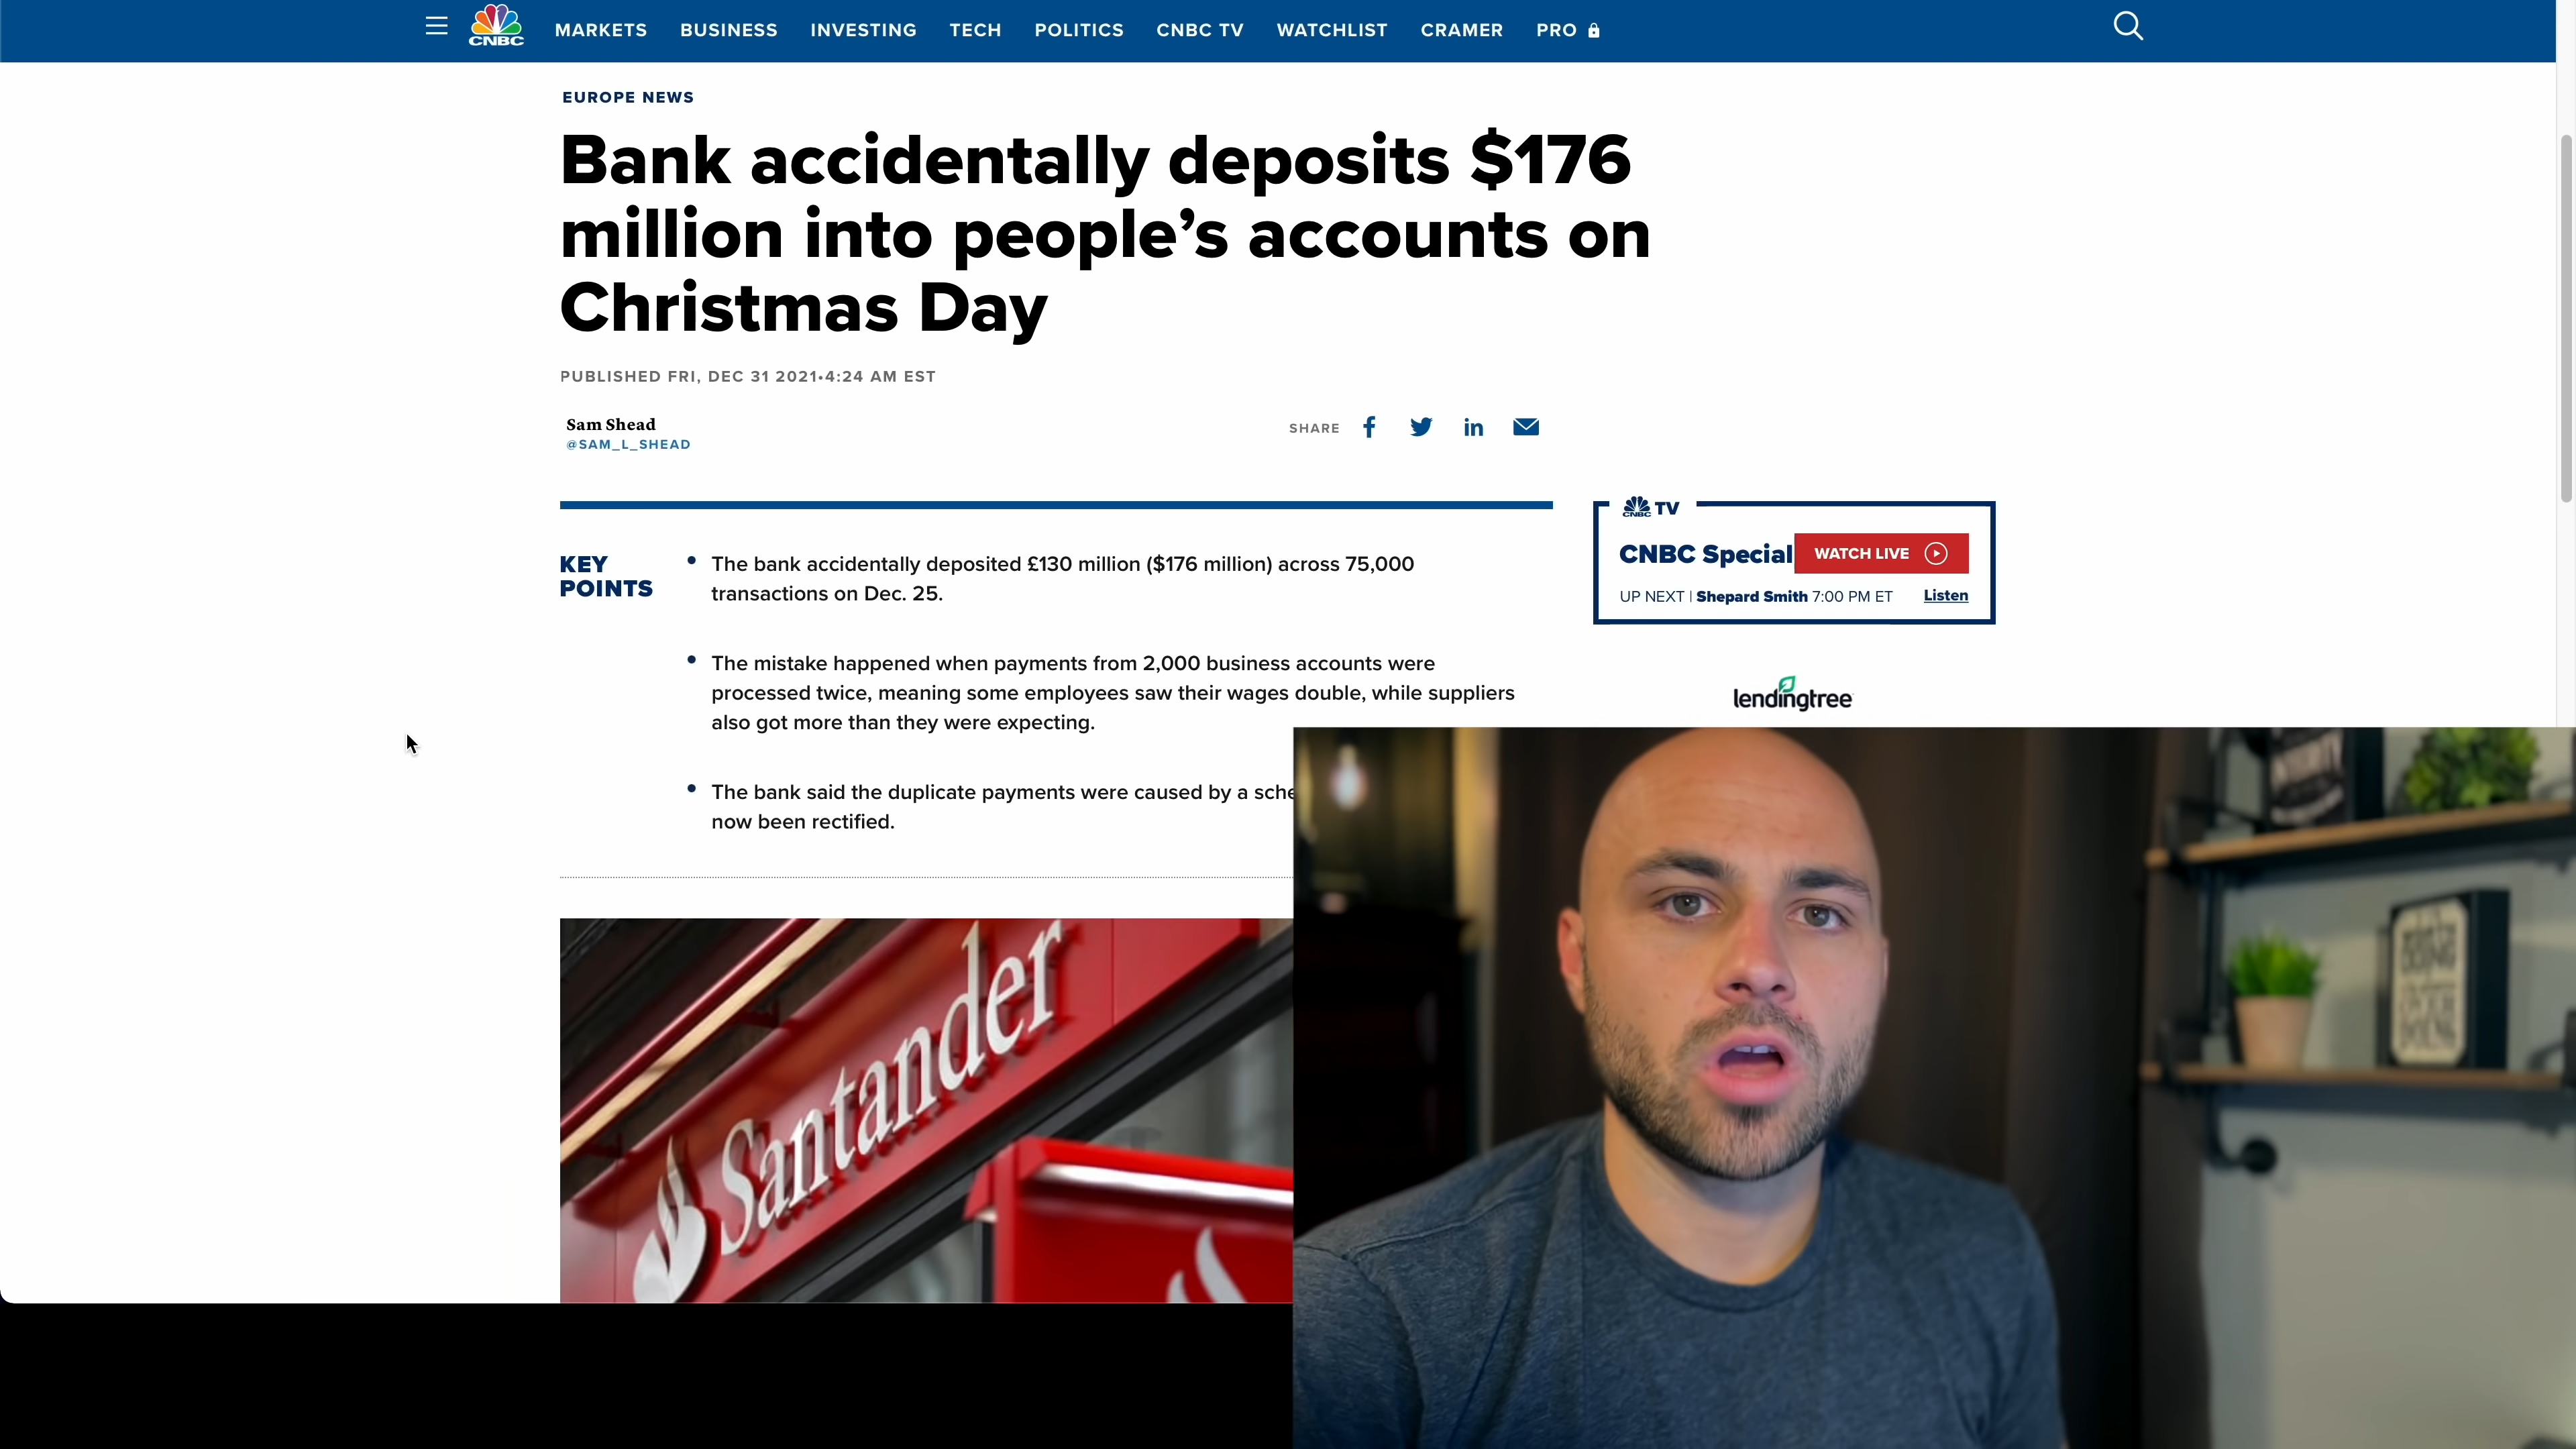 CNBC
MARKETS BUSINESS INVESTING TECH POLITICS CNBC TV WATCHLIST CRAMER PRO
EUROPE NEWS
Bank accidentally deposits $176
million into people’s accounts on
Christmas Day
PUBLISHED FRI, DEC 31 2021•4:24 AM EST
Sam Shead
@SAM_L_SHEAD
SHARE
KEY
POINTS
• The bank accidentally deposited £130 million ($176 million) across 75,000
transactions on Dec. 25.
• The mistake happened when payments from 2,000 business accounts were
processed twice, meaning some employees saw their wages double, while suppliers
also got more than they were expecting.
• The bank said the duplicate payments were caused by a sche
now been rectified.
CNBC TV
CNBC Special
WATCH LIVE
UP NEXT | Shepard Smith 7:00 PM ET
Listen
lendingtree
Santander